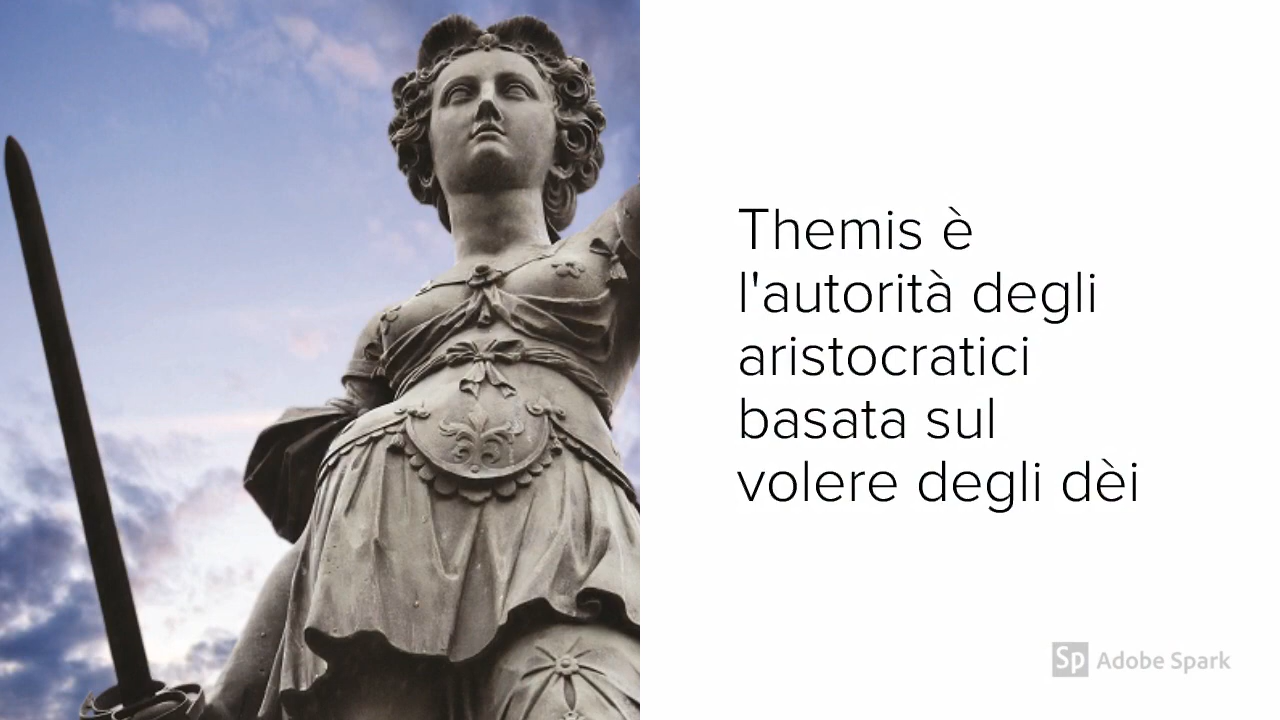 Themis è
l'autorità degli
aristocratici
basata sul
volere degli dèi
Sp Adobe Spark